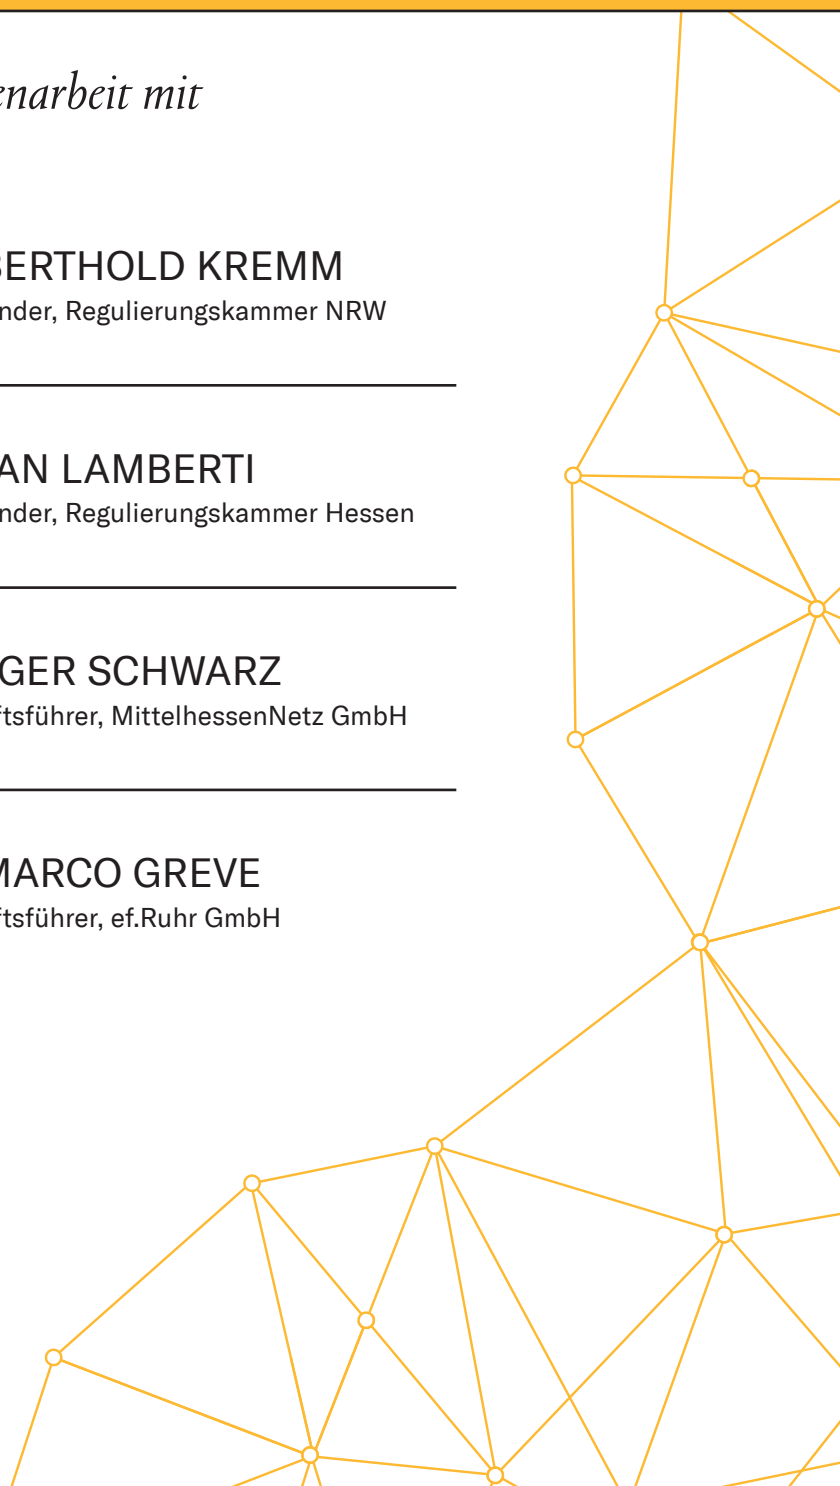 enarbeit mit
BERTHOLD KREMM
nder, Regulierungskammer NRW
AN LAMBERTI
nder, Regulierungskammer Hessen
GER SCHWARZ
ftsführer, MittelhessenNetz GmbH
MARCO GREVE
ftsführer, ef.Ruhr GmbH